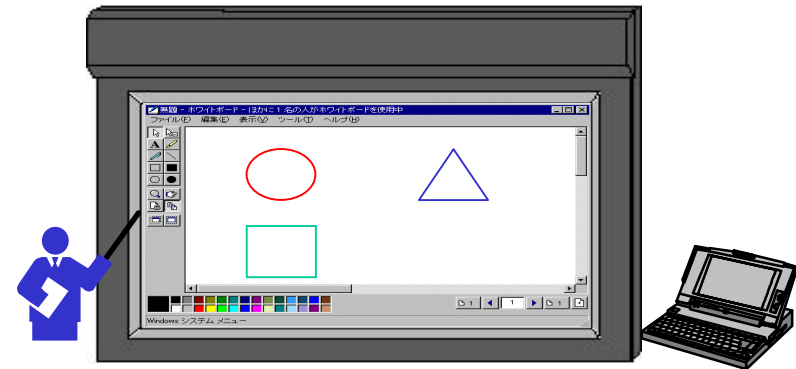 無題 - ホワイトボード - ほかに 1 名の人がホワイトボードを使用中
ファイル(F) 編集(E) 表示(V) ツール(T) ヘルプ(H)
A
1 1 1
Windows システム メニュー